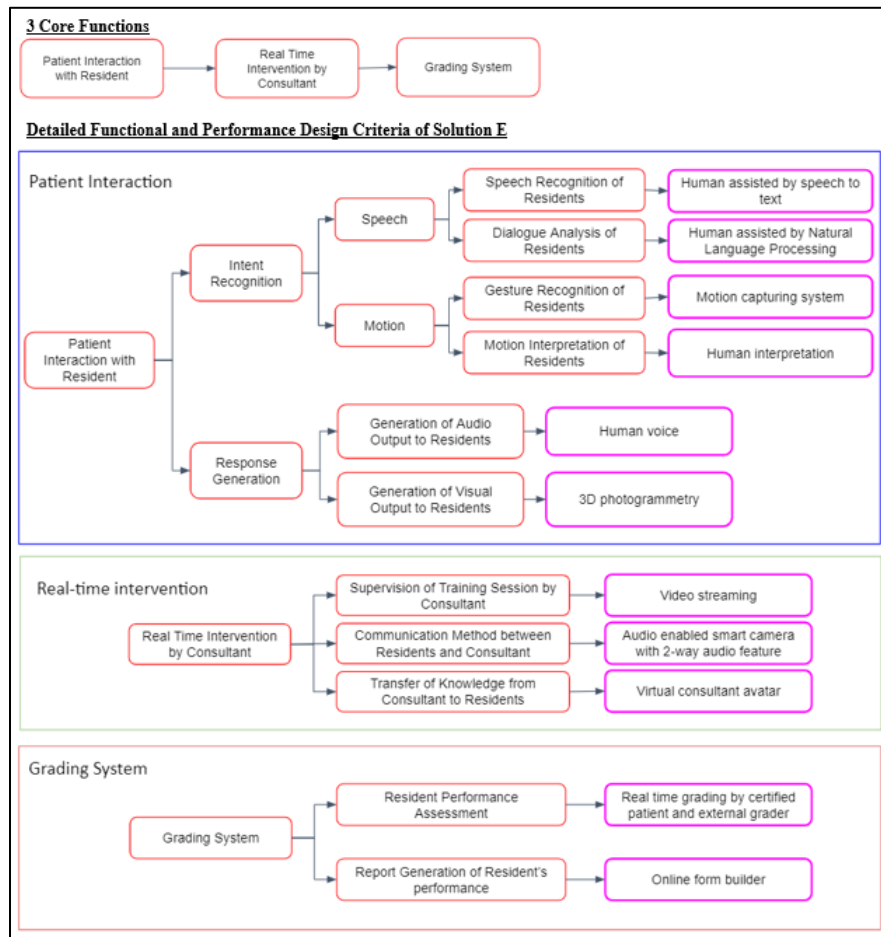 3 Core Functions
Patient Interaction
with Resident
Real Time
Intervention by
Consultant
Grading System
Detailed Functional and Performance Design Criteria of Solution E
Patient Interaction
Patient
Interaction with
Resident
Intent
Recognition
Speech
Speech Recognition of
Residents
Human assisted by speech to
text
Dialogue Analysis of
Residents
Human assisted by Natural
Language Processing
Motion
Gesture Recognition of
Residents
Motion capturing system
Motion Interpretation of
Residents
Human interpretation
Response
Generation
Generation of Audio
Output to Residents
Human voice
Generation of Visual
Output to Residents
3D photogrammetry
Real-time intervention
Real Time Intervention
by Consultant
Supervision of Training Session by
Consultant
Video streaming
Communication Method between
Residents and Consultant
Audio enabled smart camera
with 2-way audio feature
Transfer of Knowledge from
Consultant to Residents
Virtual consultant avatar
Grading System
Grading System
Resident Performance
Assessment
Real time grading by certified
patient and external grader
Report Generation of Resident's
performance
Online form builder